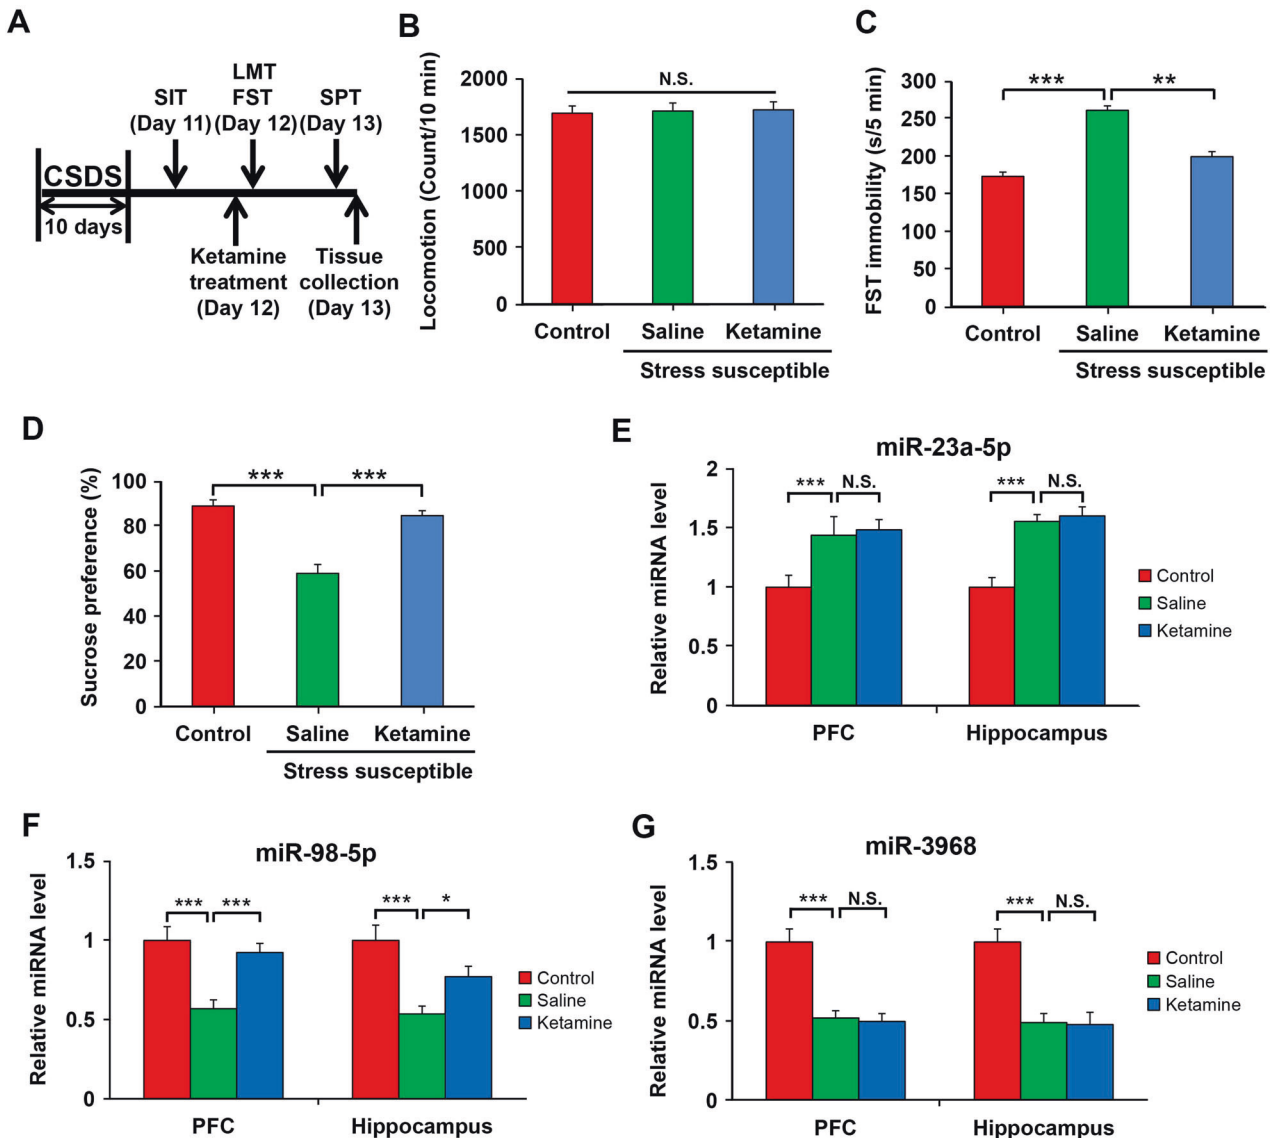 A
LMT
SIT FST SPT
(Day 11) (Day 12) (Day 13)
CSDS
10 days
Ketamine Tissue
treatment collection
(Day 12) (Day 13)
B
Locomotion (Count/10 min)
2000
1500
1000
500
0
N.S.
Control Saline Ketamine
Stress susceptible
C
FST immobility (s/5 min)
300
250
200
150
100
50
0
*** **
Control Saline Ketamine
Stress susceptible
D
Sucrose preference (%)
100
80
60
40
20
0
*** ***
Control Saline Ketamine
Stress susceptible
E
miR-23a-5p
Relative miRNA level
2
1.5
1
0.5
0
*** N.S. *** N.S.
PFC Hippocampus
Control
Saline
Ketamine
F
miR-98-5p
Relative miRNA level
1.5
1
0.5
0
*** *** *** *
PFC Hippocampus
Control
Saline
Ketamine
G
miR-3968
Relative miRNA level
1.5
1
0.5
0
*** N.S. *** N.S.
PFC Hippocampus
Control
Saline
Ketamine